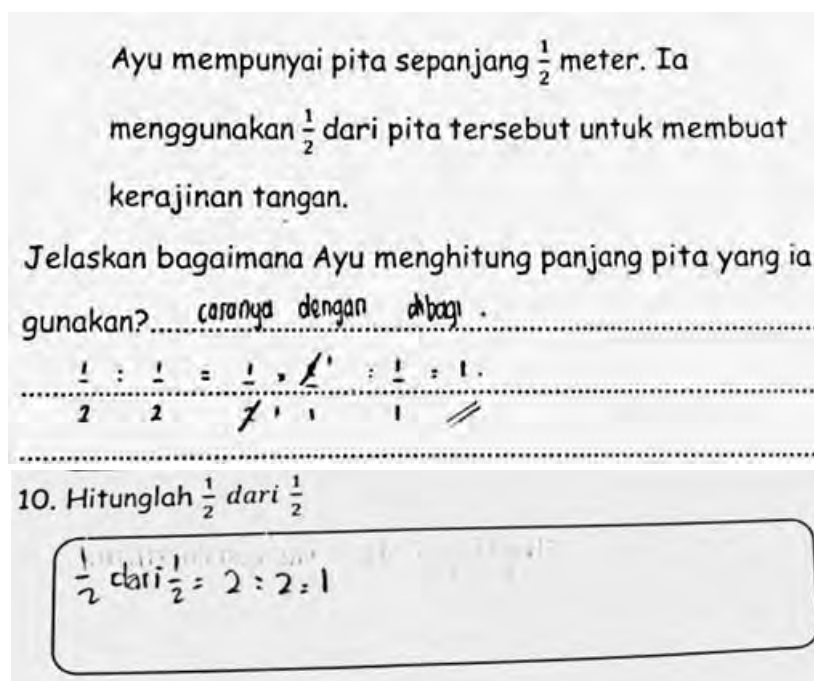 Ayu mempunyai pita sepanjang 1/2 meter. Ia
menggunakan 1/2 dari pita tersebut untuk membuat
kerajinan tangan.
Jelaskan bagaimana Ayu menghitung panjang pita yang ia
gunakan?..... caranya dengan dibagi .
1/2 : 1/2 = 1/2 × 2/1 = 1/1 = 1.
10. Hitunglah 1/2 dari 1/2
1/2 dari 1/2 = 2 : 2 = 1